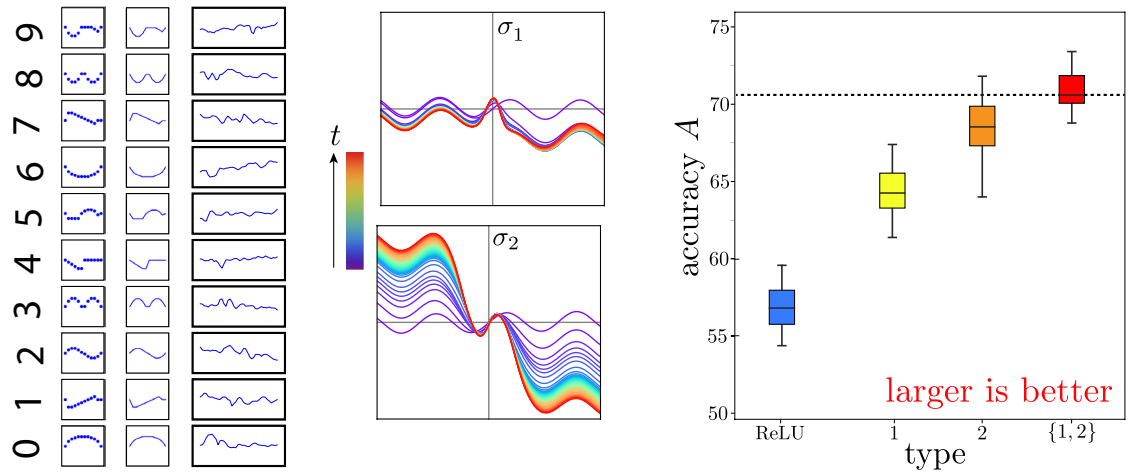 9
8
7
6
5
4
3
2
1
0
t
σ₁
σ₂
75
70
65
60
55
50
accuracy A
larger is better
ReLU
1
2
{1, 2}
type